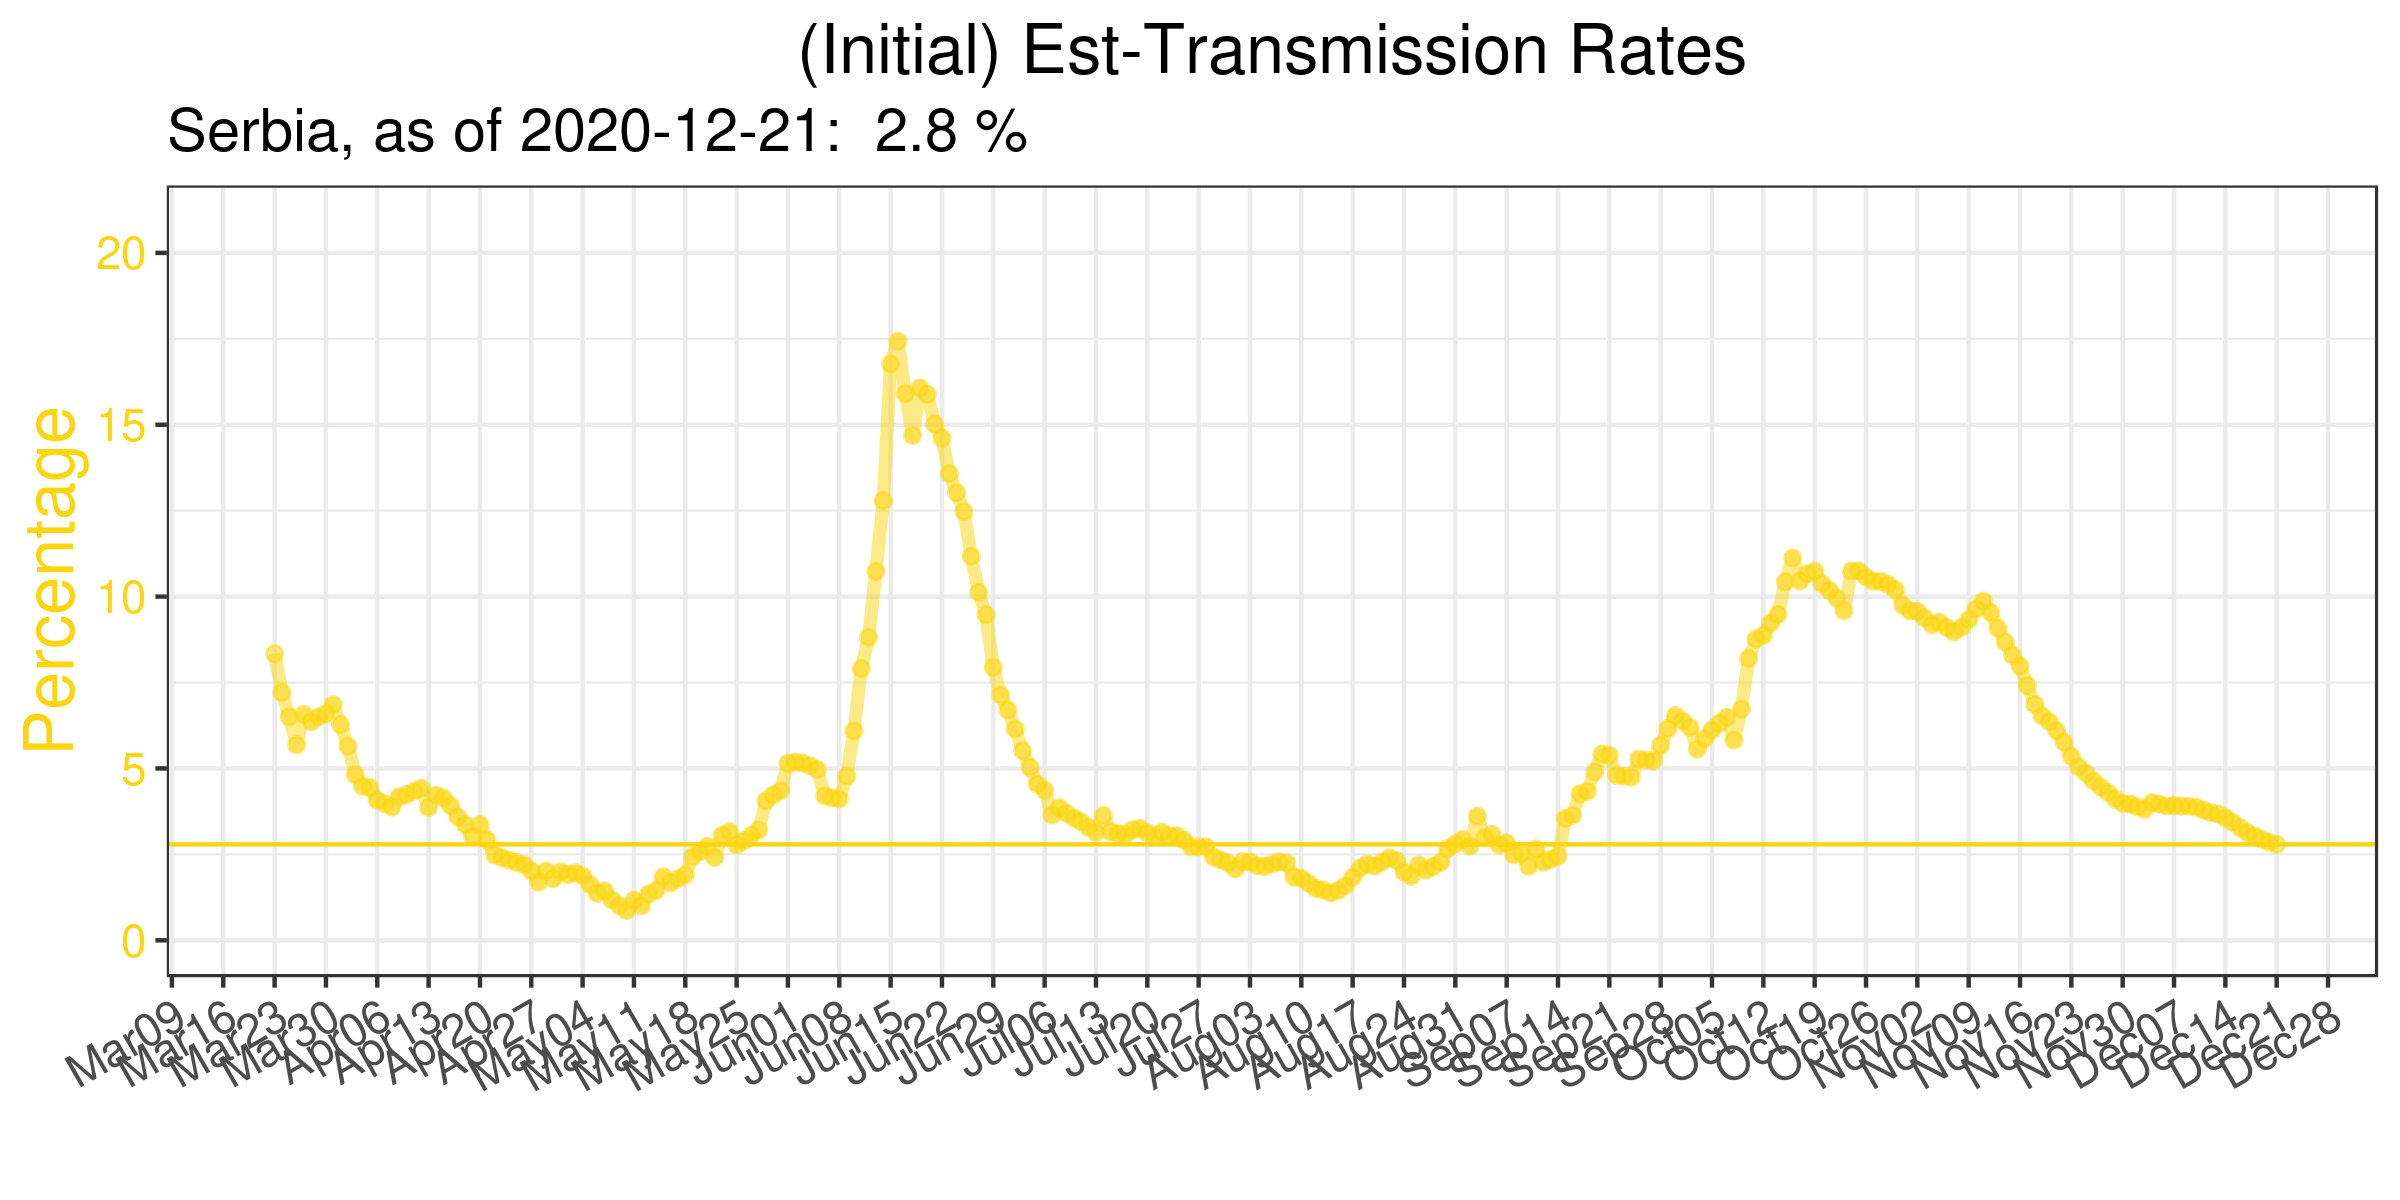 (Initial) Est-Transmission Rates
Serbia, as of 2020-12-21:  2.8 %
Percentage
20
15
10
5
0
Mar09
Mar16
Mar23
Mar30
Apr06
Apr13
Apr20
Apr27
May04
May11
May18
May25
Jun01
Jun08
Jun15
Jun22
Jun29
Jul06
Jul13
Jul20
Jul27
Aug03
Aug10
Aug17
Aug24
Aug31
Sep07
Sep14
Sep21
Sep28
Oct05
Oct12
Oct19
Oct26
Nov02
Nov09
Nov16
Nov23
Nov30
Dec07
Dec14
Dec21
Dec28